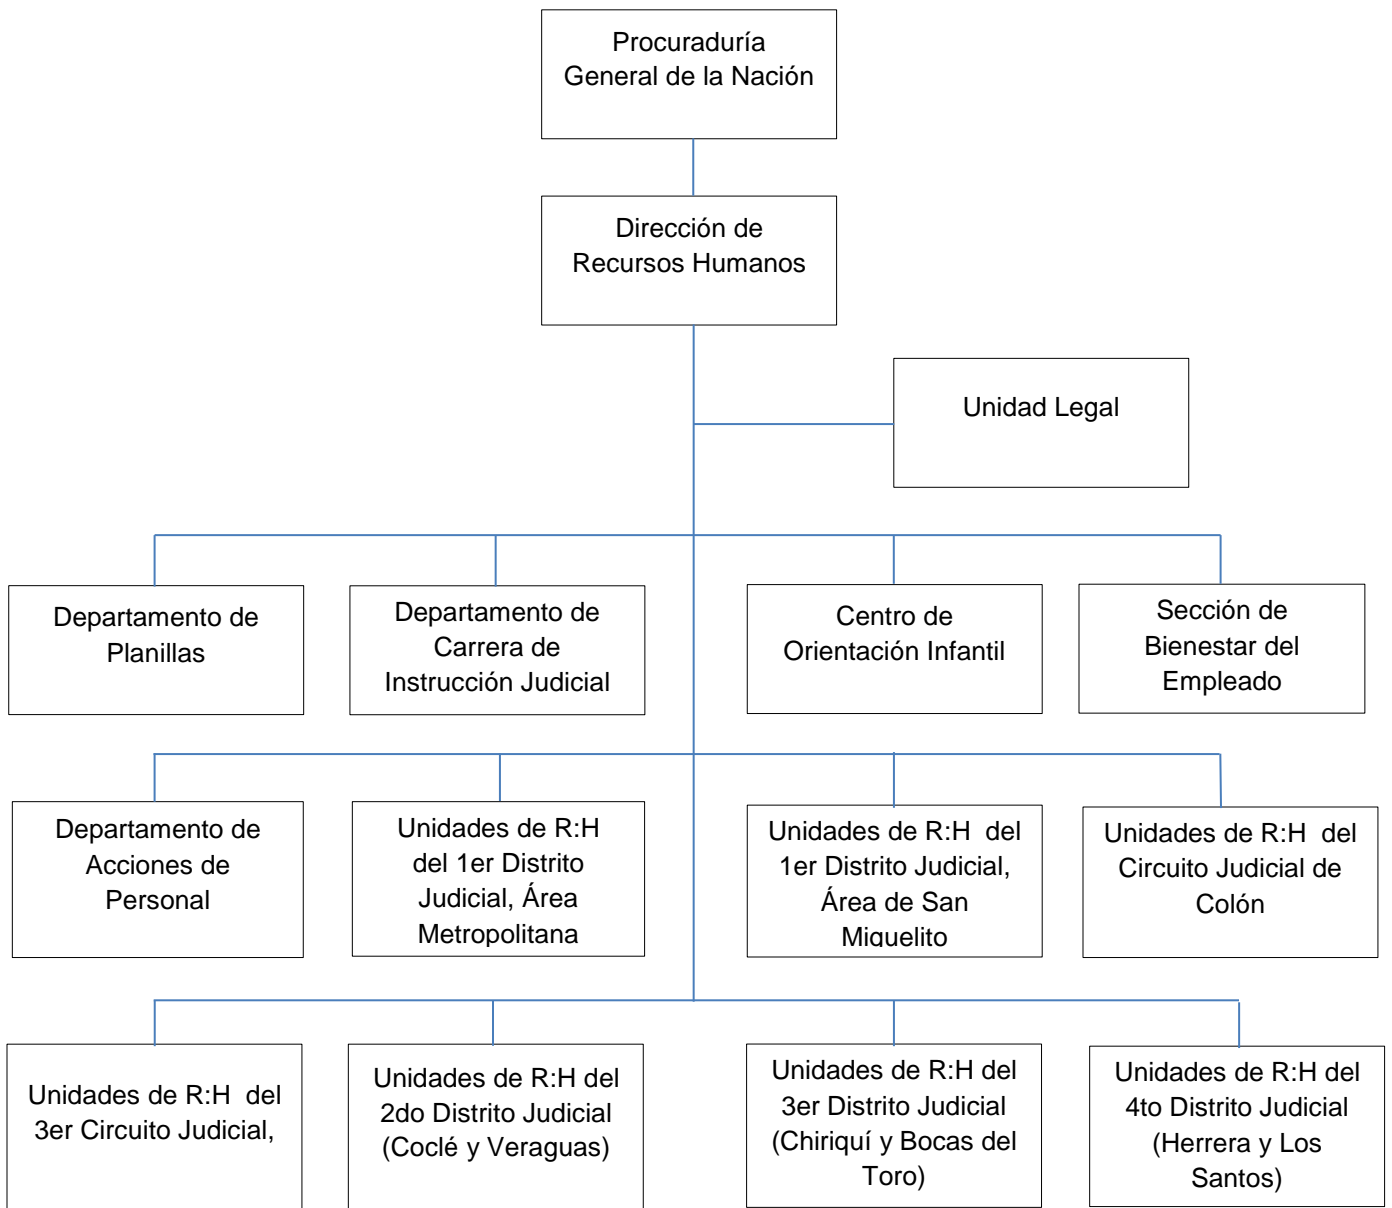 Procuraduría
General de la Nación
Dirección de
Recursos Humanos
Unidad Legal
Departamento de
Planillas
Departamento de
Carrera de
Instrucción Judicial
Centro de
Orientación Infantil
Sección de
Bienestar del
Empleado
Departamento de
Acciones de
Personal
Unidades de R:H
del 1er Distrito
Judicial, Área
Metropolitana
Unidades de R:H  del
1er Distrito Judicial,
Área de San
Miguelito
Unidades de R:H  del
Circuito Judicial de
Colón
Unidades de R:H  del
3er Circuito Judicial,
Unidades de R:H del
2do Distrito Judicial
(Coclé y Veraguas)
Unidades de R:H del
3er Distrito Judicial
(Chiriquí y Bocas del
Toro)
Unidades de R:H del
4to Distrito Judicial
(Herrera y Los
Santos)